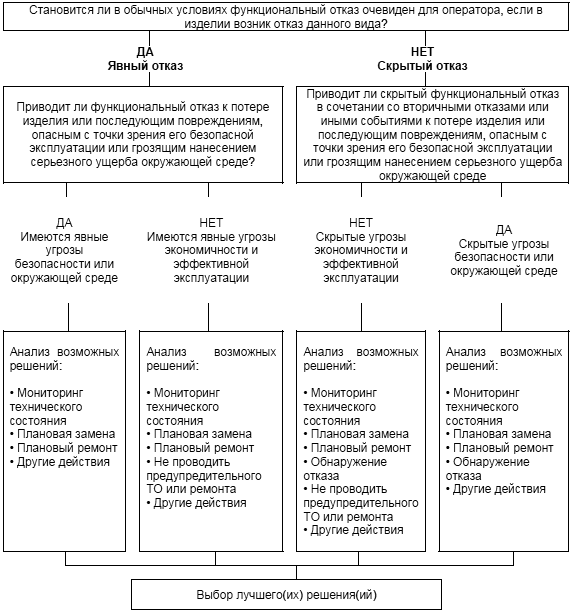 Становится ли в обычных условиях функциональный отказ очевиден для оператора, если в
изделии возник отказ данного вида?
ДА
Явный отказ
НЕТ
Скрытый отказ
Приводит ли функциональный отказ к потере
изделия или последующим повреждениям,
опасным с точки зрения его безопасной
эксплуатации или грозящим нанесением
серьезного ущерба окружающей среде?
Приводит ли скрытый функциональный отказ
в сочетании со вторичными отказами или
иными событиями к потере изделия или
последующим повреждениям, опасным с
точки зрения его безопасной эксплуатации
или грозящим нанесением серьезного ущерба
окружающей среде
ДА
Имеются явные
угрозы
безопасности или
окружающей среде
НЕТ
Имеются явные угрозы
экономичности и
эффективной
эксплуатации
НЕТ
Скрытые угрозы
экономичности и
эффективной
эксплуатации
ДА
Скрытые угрозы
безопасности или
окружающей среде
Анализ возможных
решений:
• Мониторинг
технического
состояния
• Плановая замена
• Плановый ремонт
• Другие действия
Анализ возможных
решений:
• Мониторинг
технического
состояния
• Плановая замена
• Плановый ремонт
• Не проводить
предупредительного
ТО или ремонта
• Другие действия
Анализ возможных
решений:
• Мониторинг
технического
состояния
• Плановая замена
• Плановый ремонт
• Обнаружение
отказа
• Не проводить
предупредительного
ТО или ремонта
• Другие действия
Анализ возможных
решений:
• Мониторинг
технического
состояния
• Плановая замена
• Плановый ремонт
• Обнаружение
отказа
• Другие действия
Выбор лучшего(их) решения(ий)